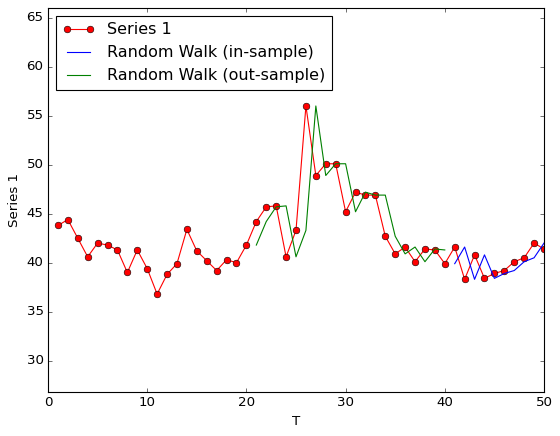 Series 1
Random Walk (in-sample)
Random Walk (out-sample)
65
60
55
50
45
40
35
30
Series 1
0 10 20 30 40 50
T